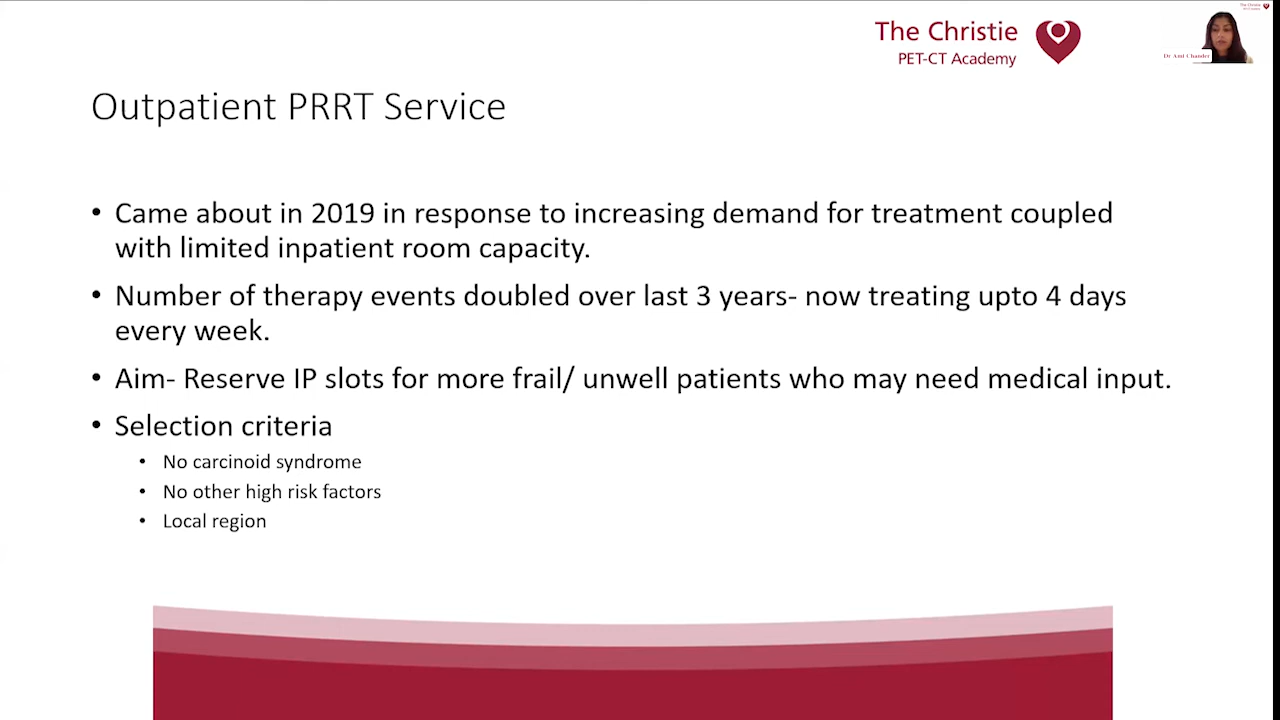 The Christie
PET-CT Academy
Dr Ami Chander
Outpatient PRRT Service
• Came about in 2019 in response to increasing demand for treatment coupled
with limited inpatient room capacity.
• Number of therapy events doubled over last 3 years- now treating upto 4 days
every week.
• Aim- Reserve IP slots for more frail/ unwell patients who may need medical input.
• Selection criteria
• No carcinoid syndrome
• No other high risk factors
• Local region